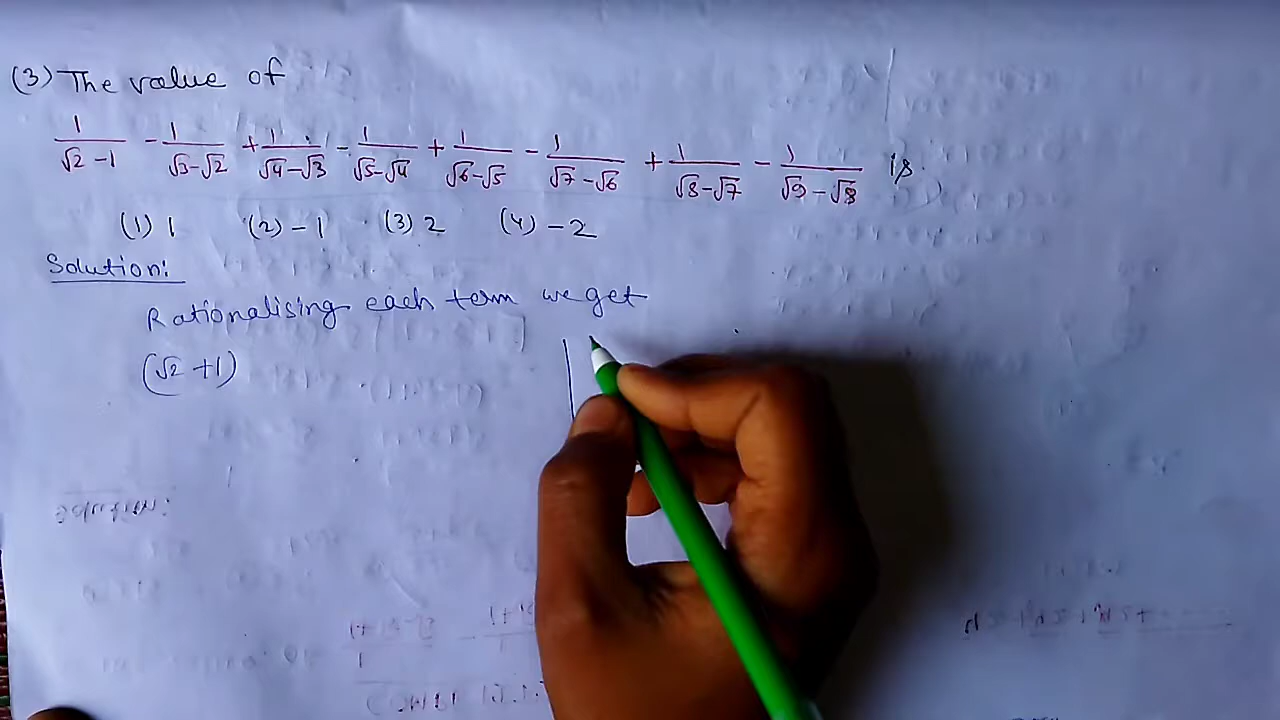 (3) The value of
1/(√2 -1) - 1/(√3-√2) + 1/(√4-√3) - 1/(√5-√4) + 1/(√6-√5) - 1/(√7-√6) + 1/(√8-√7) - 1/(√9-√8) is
(1) 1 (2) -1 (3) 2 (4) -2
Solution:
Rationalising each term we get
(√2 +1)